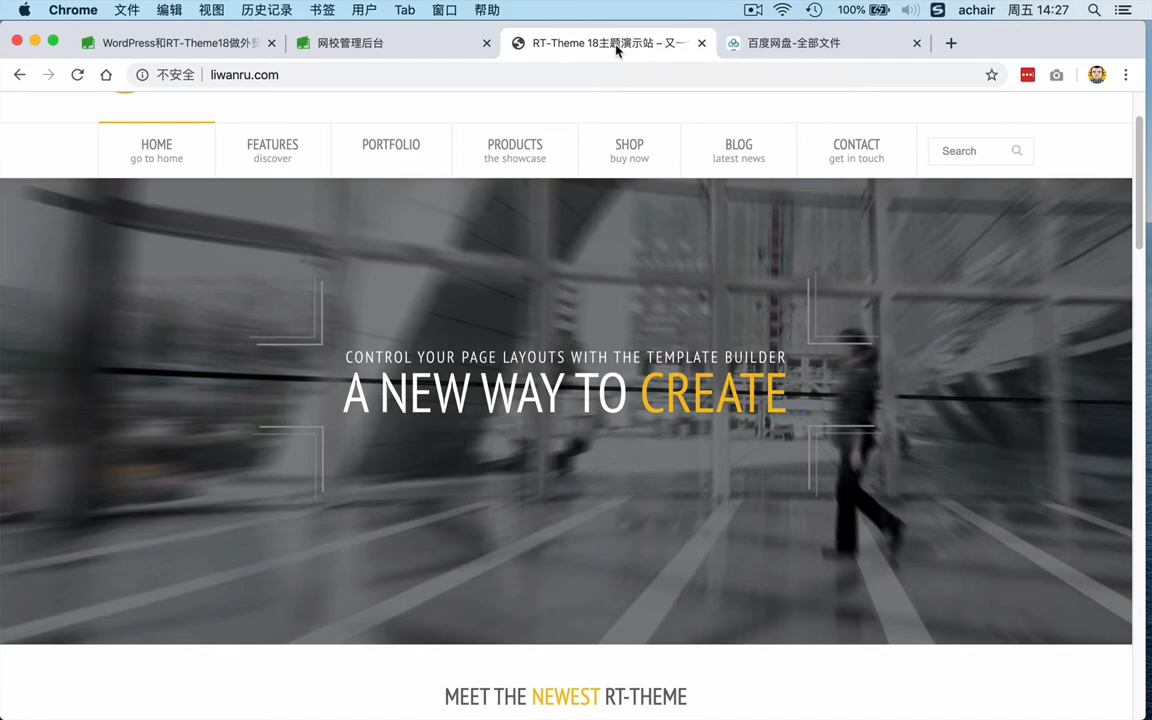 Chrome 文件 编辑 视图 历史记录 书签 用户 Tab 窗口 帮助 100% achair 周五 14:27
WordPress和RT-Theme18做外贸 网校管理后台 RT-Theme 18主题演示站 – 又一 百度网盘-全部文件
不安全 liwanru.com
HOME FEATURES PORTFOLIO PRODUCTS SHOP BLOG CONTACT Search
go to home discover the showcase buy now latest news get in touch
CONTROL YOUR PAGE LAYOUTS WITH THE TEMPLATE BUILDER
A NEW WAY TO CREATE
MEET THE NEWEST RT-THEME